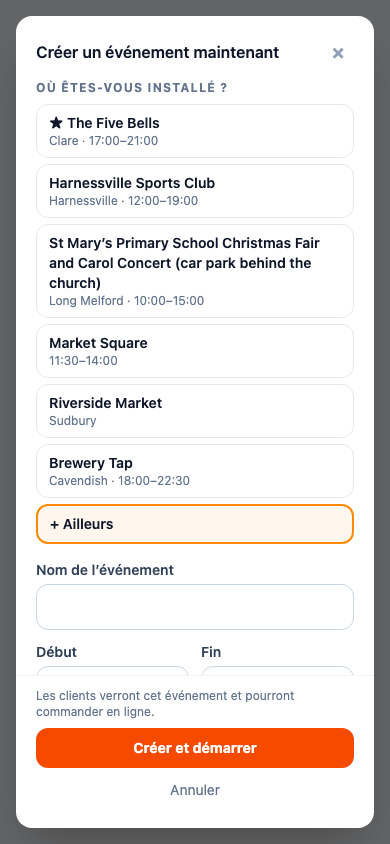 Créer un événement maintenant ×
OÙ ÊTES-VOUS INSTALLÉ ?
★ The Five Bells
Clare · 17:00–21:00
Harnessville Sports Club
Harnessville · 12:00–19:00
St Mary’s Primary School Christmas Fair
and Carol Concert (car park behind the
church)
Long Melford · 10:00–15:00
Market Square
11:30–14:00
Riverside Market
Sudbury
Brewery Tap
Cavendish · 18:00–22:30
+ Ailleurs
Nom de l’événement
Début Fin
Les clients verront cet événement et pourront
commander en ligne.
Créer et démarrer
Annuler